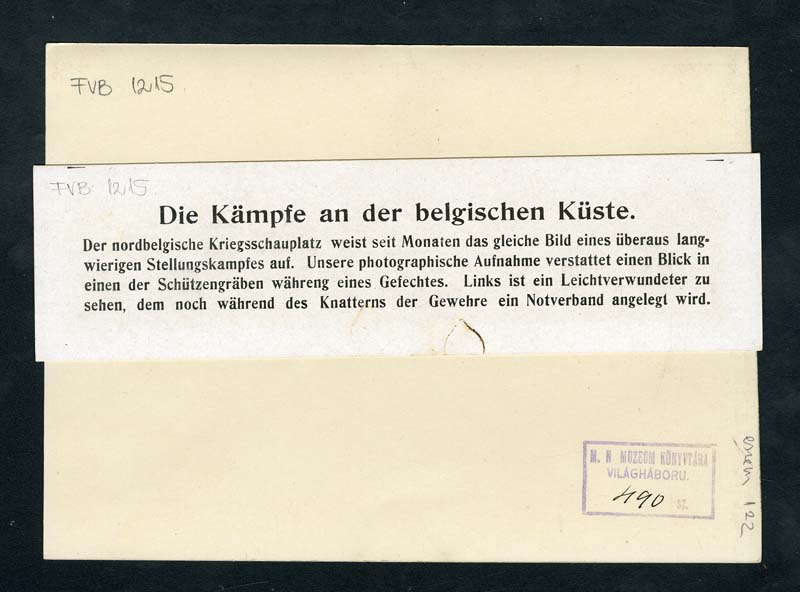 FVB 1215
FVB 1215
Die Kämpfe an der belgischen Küste.
Der nordbelgische Kriegsschauplatz weist seit Monaten das gleiche Bild eines überaus lang-
wierigen Stellungskampfes auf. Unsere photographische Aufnahme verstattet einen Blick in
einen der Schützengräben währeng eines Gefechtes. Links ist ein Leichtverwundeter zu
sehen, dem noch während des Knatterns der Gewehre ein Notverband angelegt wird.
M. N. MUZEOM KÖNYVTÁRA
VILÁGHÁBORU.
490 SZ.
122